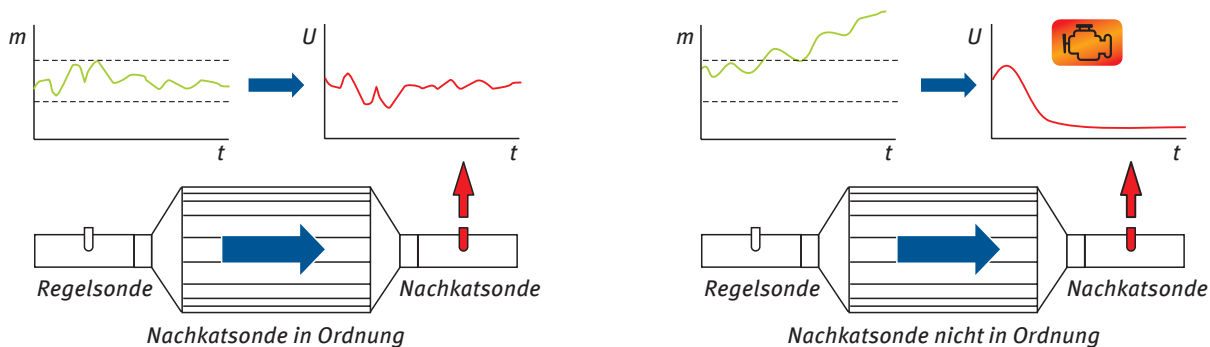 m
U
t
t
Regelsonde
Nachkatsonde
Nachkatsonde in Ordnung
m
U
t
t
Regelsonde
Nachkatsonde
Nachkatsonde nicht in Ordnung